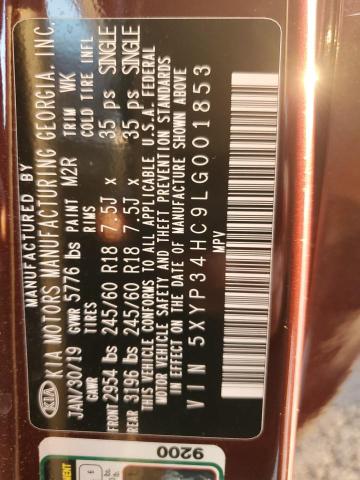 MANUFACTURED BY
KIA KIA MOTORS MANUFACTURING GEORGIA, INC.
JAN/30/19 GVWR 5776 lbs PAINT M2R TRIM WK
GAWR TIRES RIMS COLD TIRE INFL
FRONT 2954 lbs 245/60 R18 7.5J x 35 psi SINGLE
REAR 3196 lbs 245/60 R18 7.5J x 35 psi SINGLE
THIS VEHICLE CONFORMS TO ALL APPLICABLE U.S.A. FEDERAL
MOTOR VEHICLE SAFETY AND THEFT PREVENTION STANDARDS
IN EFFECT ON THE DATE OF MANUFACTURE SHOWN ABOVE
VIN 5XYP34HC9LG001853
MPV
9200